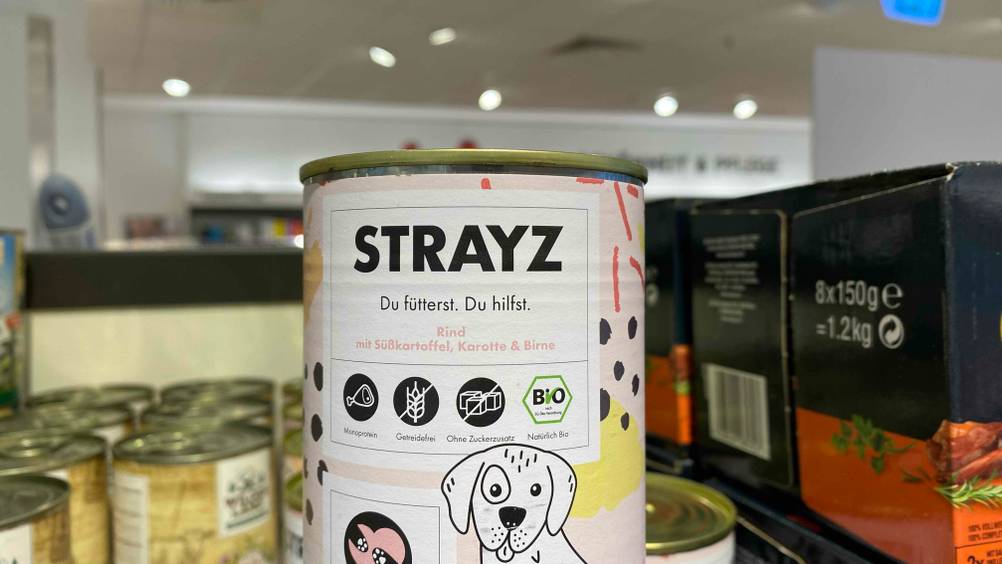 STRAYZ
Du fütterst. Du hilfst.
Rind
mit Süßkartoffel, Karotte & Birne
Monoprotein
Getreidefrei
Ohne Zuckerzusatz
BiO
Natürlich Bio
& PFLEGE
8x150g e
=1.2kg